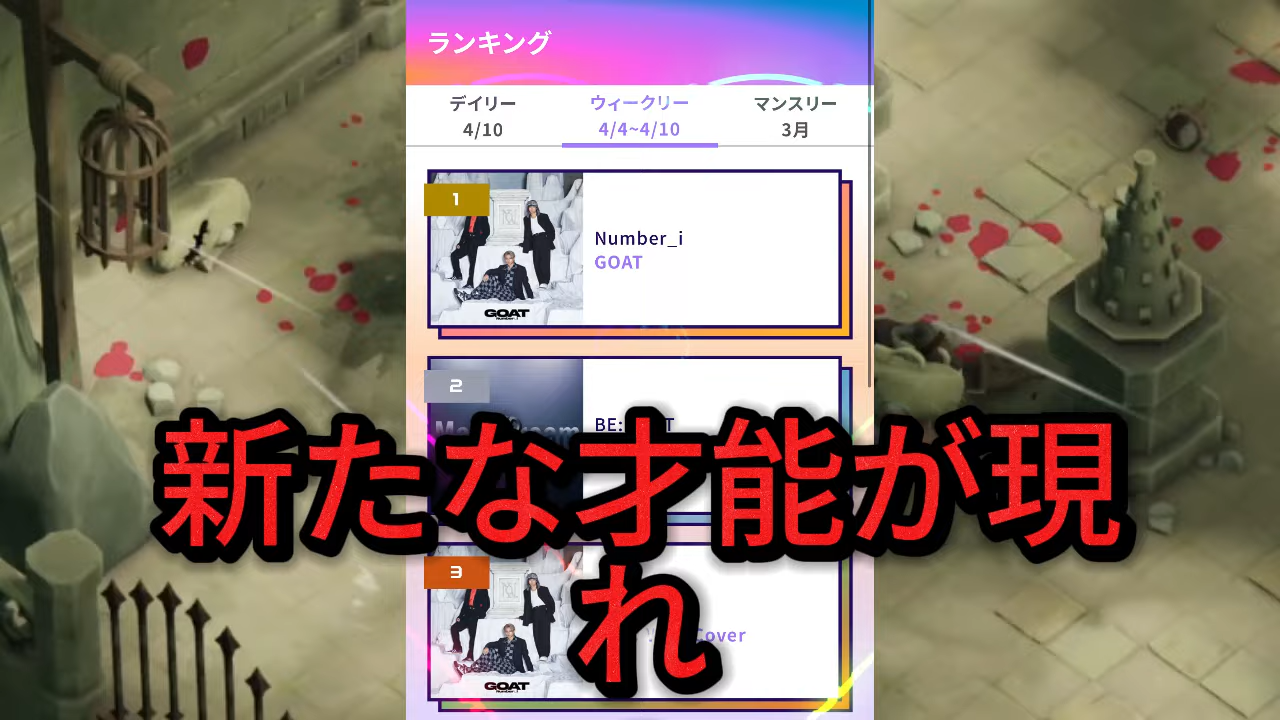 ランキング
デイリー
4/10
ウィークリー
4/4~4/10
マンスリー
3月
1
Number_i
GOAT
GOAT
Number_i
2
BE:
新たな才能が現
れ
3
Cover
GOAT
Number_i